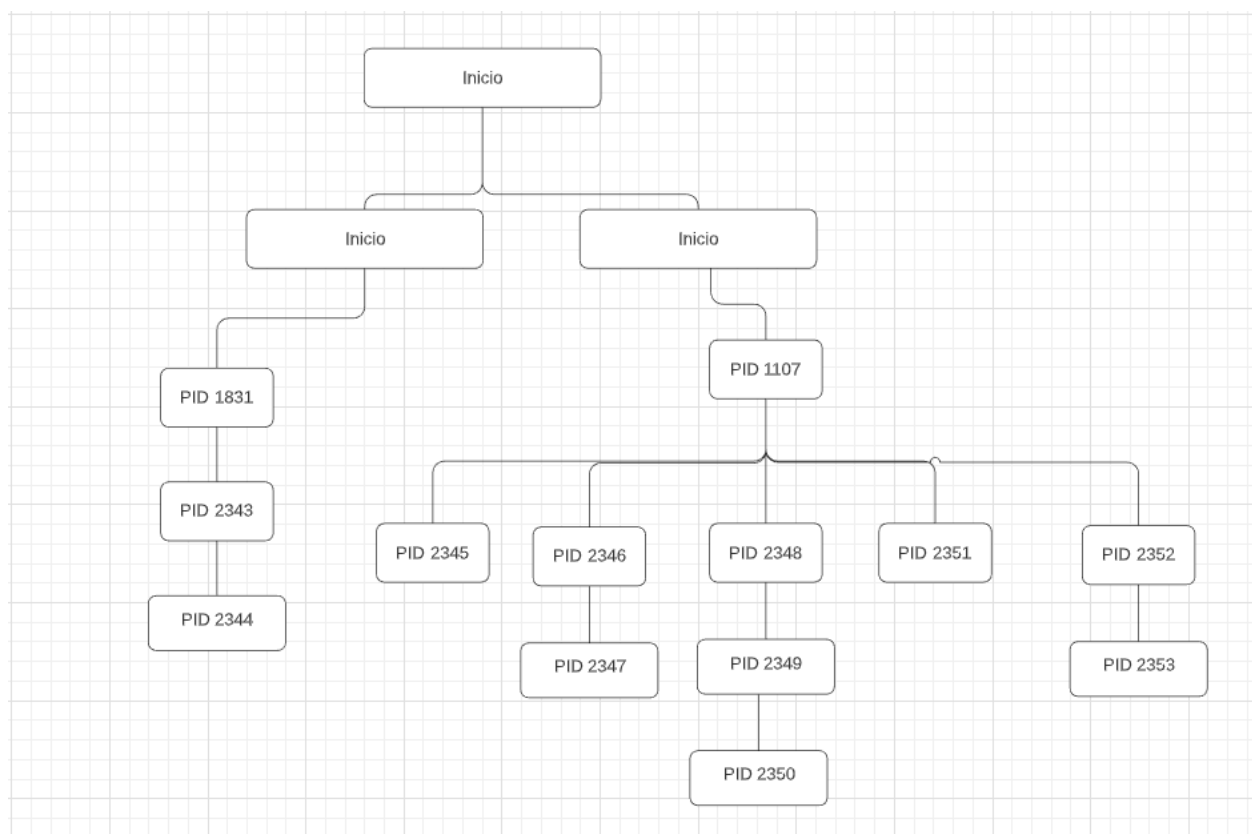 Inicio
Inicio
Inicio
PID 1107
PID 1831
PID 2343
PID 2345
PID 2346
PID 2348
PID 2351
PID 2352
PID 2344
PID 2347
PID 2349
PID 2353
PID 2350